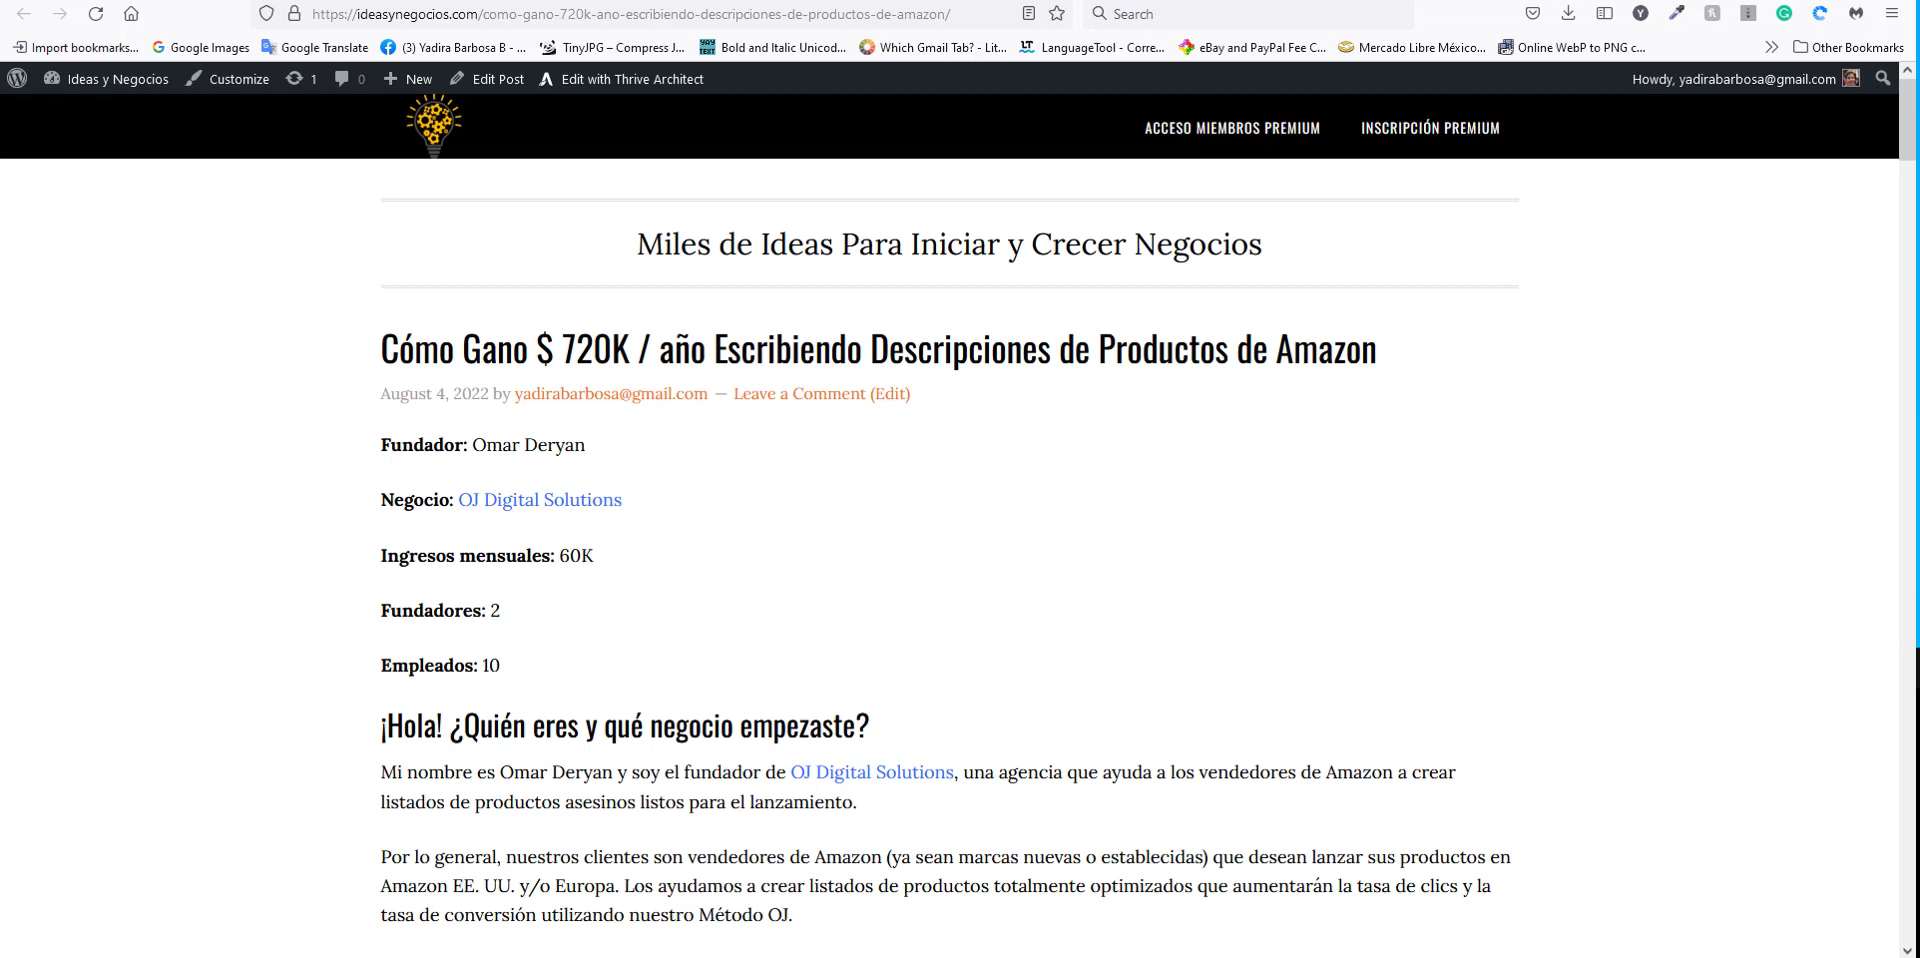 https://ideasynegocios.com/como-gano-720k-ano-escribiendo-descripciones-de-productos-de-amazon/
Search
Import bookmarks...
Google Images
Google Translate
(3) Yadira Barbosa B - ...
TinyJPG – Compress J...
Bold and Italic Unicod...
Which Gmail Tab? - Lit...
LanguageTool - Corre...
eBay and PayPal Fee C...
Mercado Libre México...
Online WebP to PNG c...
Other Bookmarks
Ideas y Negocios
Customize
1
0
New
Edit Post
Edit with Thrive Architect
Howdy, yadirabarbosa@gmail.com
ACCESO MIEMBROS PREMIUM
INSCRIPCIÓN PREMIUM
Miles de Ideas Para Iniciar y Crecer Negocios
Cómo Gano $ 720K / año Escribiendo Descripciones de Productos de Amazon
August 4, 2022 by yadirabarbosa@gmail.com — Leave a Comment (Edit)
Fundador: Omar Deryan
Negocio: OJ Digital Solutions
Ingresos mensuales: 60K
Fundadores: 2
Empleados: 10
¡Hola! ¿Quién eres y qué negocio empezaste?
Mi nombre es Omar Deryan y soy el fundador de OJ Digital Solutions, una agencia que ayuda a los vendedores de Amazon a crear
listados de productos asesinos listos para el lanzamiento.
Por lo general, nuestros clientes son vendedores de Amazon (ya sean marcas nuevas o establecidas) que desean lanzar sus productos en
Amazon EE. UU. y/o Europa. Los ayudamos a crear listados de productos totalmente optimizados que aumentarán la tasa de clics y la
tasa de conversión utilizando nuestro Método OJ.